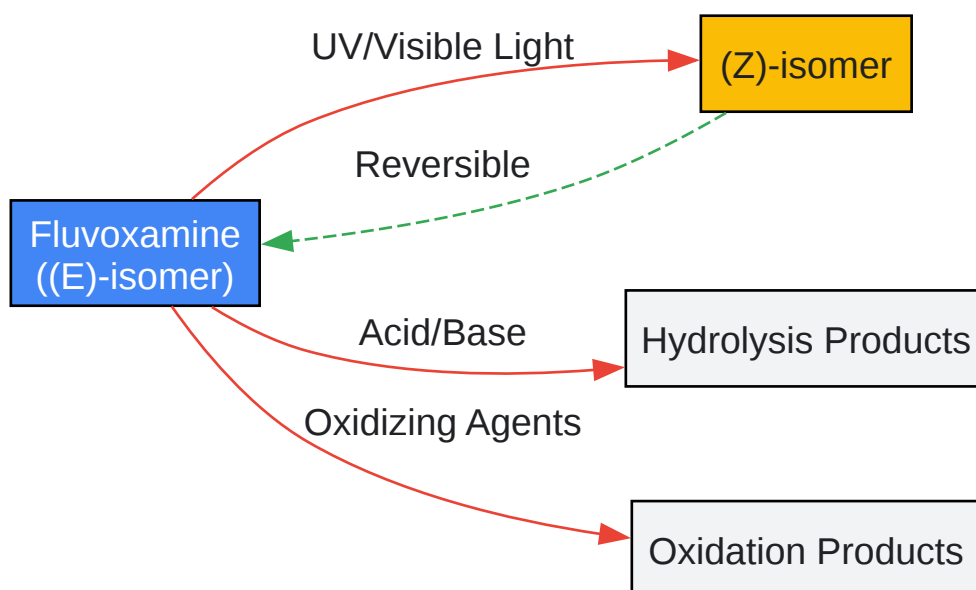 UV/Visible Light
(Z)-isomer
Reversible
Fluvoxamine
((E)-isomer)
Acid/Base
Hydrolysis Products
Oxidizing Agents
Oxidation Products